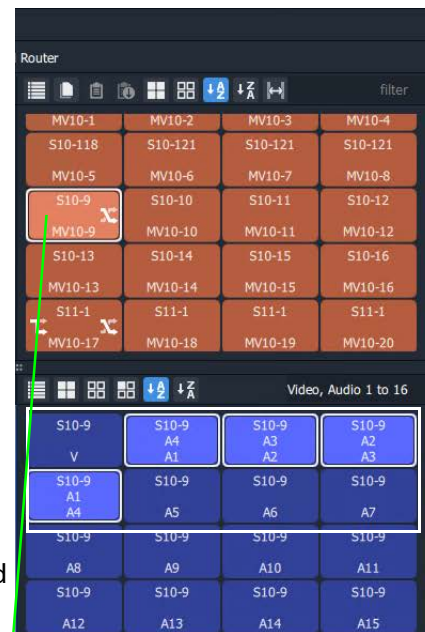 Router
filter
MV10-1 MV10-2 MV10-3 MV10-4
S10-118 S10-121 S10-121 S10-121
MV10-5 MV10-6 MV10-7 MV10-8
S10-9 S10-10 S10-11 S10-12
MV10-9 MV10-10 MV10-11 MV10-12
S10-13 S10-14 S10-15 S10-16
MV10-13 MV10-14 MV10-15 MV10-16
S11-1 S11-1 S11-1 S11-1
MV10-17 MV10-18 MV10-19 MV10-20
Video, Audio 1 to 16
S10-9 S10-9 S10-9 S10-9
A4 A3 A2
V A1 A2 A3
S10-9 S10-9 S10-9 S10-9
A1
A4 A5 A6 A7
S10-9 S10-9 S10-9 S10-9
A8 A9 A10 A11
S10-9 S10-9 S10-9 S10-9
A12 A13 A14 A15